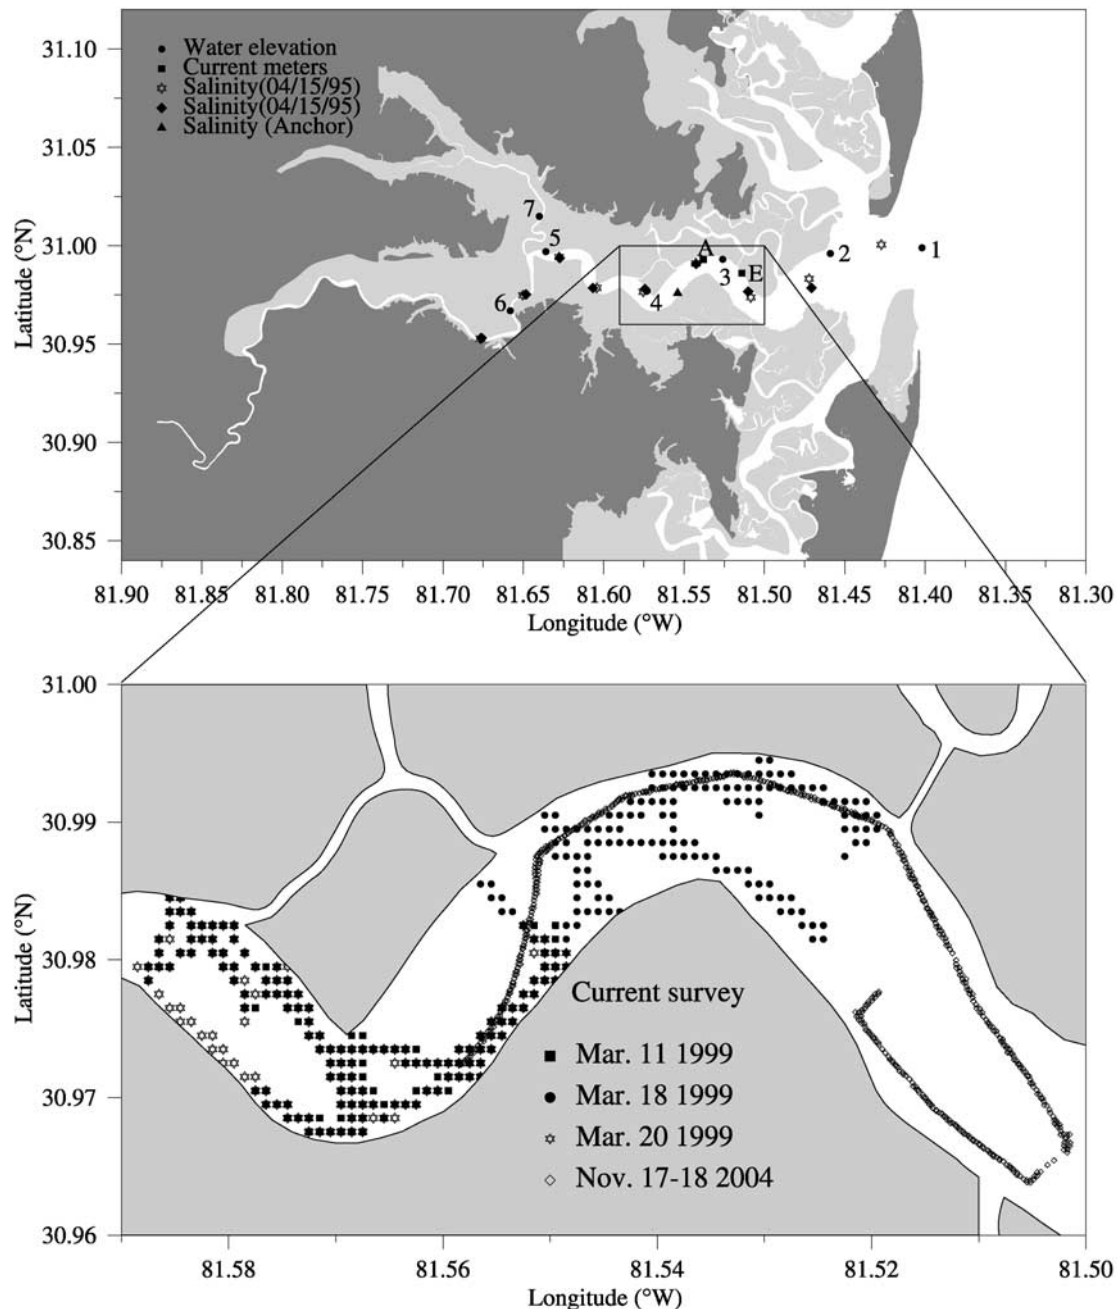 31.10
Water elevation
Current meters
Salinity(04/15/95)
Salinity(04/15/95)
Salinity (Anchor)
31.05
7
5
31.00
A
2
1
3
E
6
4
30.95
30.90
30.85
Latitude (°N)
81.90 81.85 81.80 81.75 81.70 81.65 81.60 81.55 81.50 81.45 81.40 81.35 81.30
Longitude (°W)
31.00
30.99
30.98
30.97
30.96
Latitude (°N)
Current survey
Mar. 11 1999
Mar. 18 1999
Mar. 20 1999
Nov. 17-18 2004
81.58 81.56 81.54 81.52 81.50
Longitude (°W)